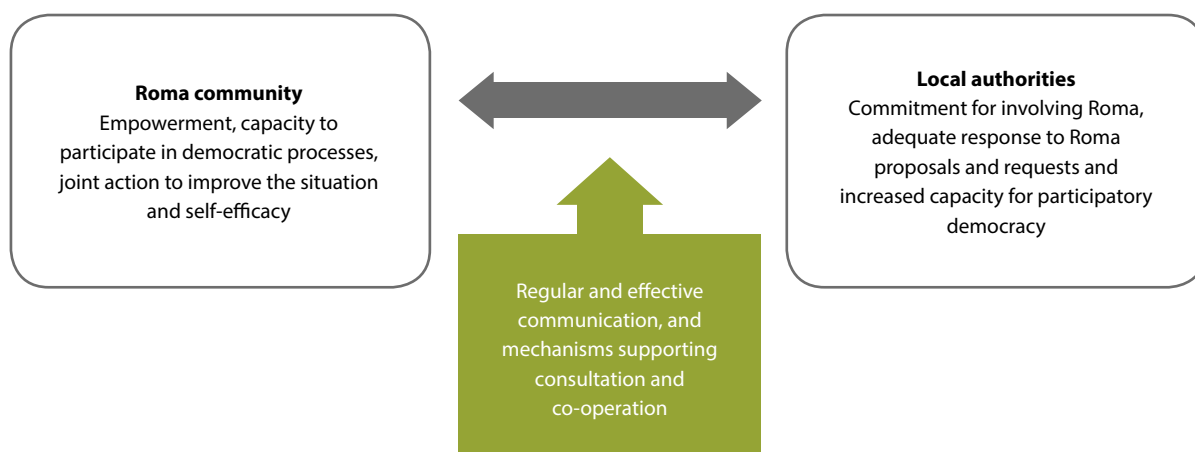 Roma community
Empowerment, capacity to
participate in democratic processes,
joint action to improve the situation
and self-efficacy
Local authorities
Commitment for involving Roma,
adequate response to Roma
proposals and requests and
increased capacity for participatory
democracy
Regular and effective
communication, and
mechanisms supporting
consultation and
co-operation